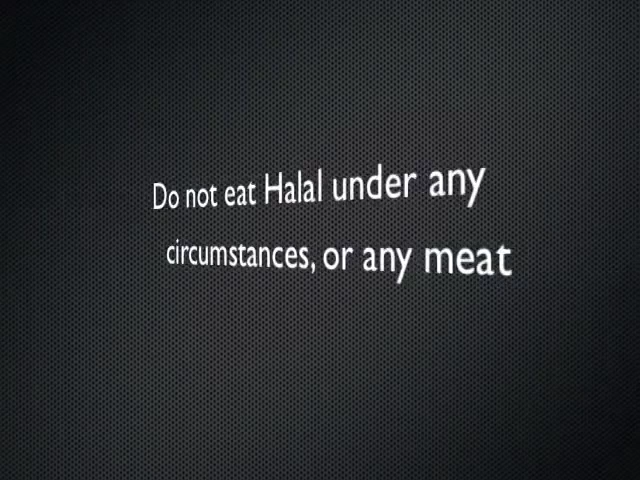 Do not eat Halal under any
circumstances, or any meat